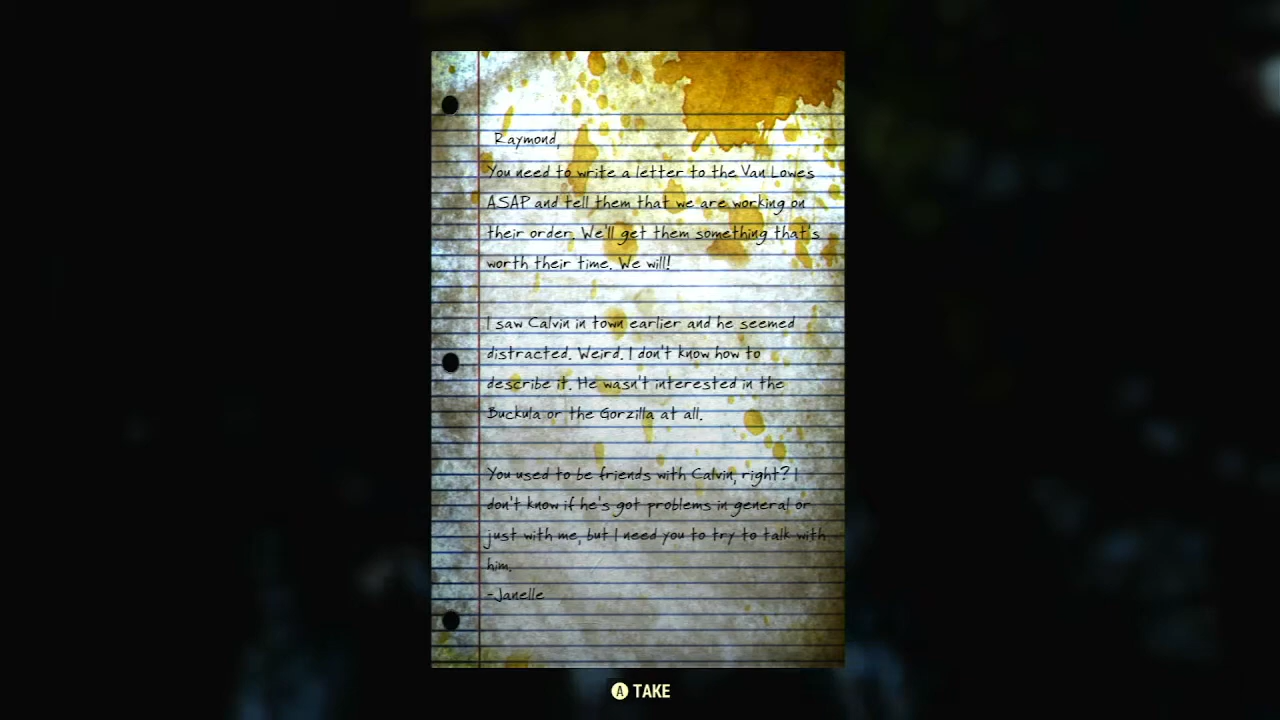 Raymond,
You need to write a letter to the Van Lowes
ASAP and tell them that we are working on
their order. We'll get them something that's
worth their time. We will!
I saw Calvin in town earlier and he seemed
distracted. Weird. I don't know how to
describe it. He wasn't interested in the
Buckula or the Gorzilla at all.
You used to be friends with Calvin, right? I
don't know if he's got problems in general or
just with me, but I need you to try to talk with
him.
-Janelle
A TAKE